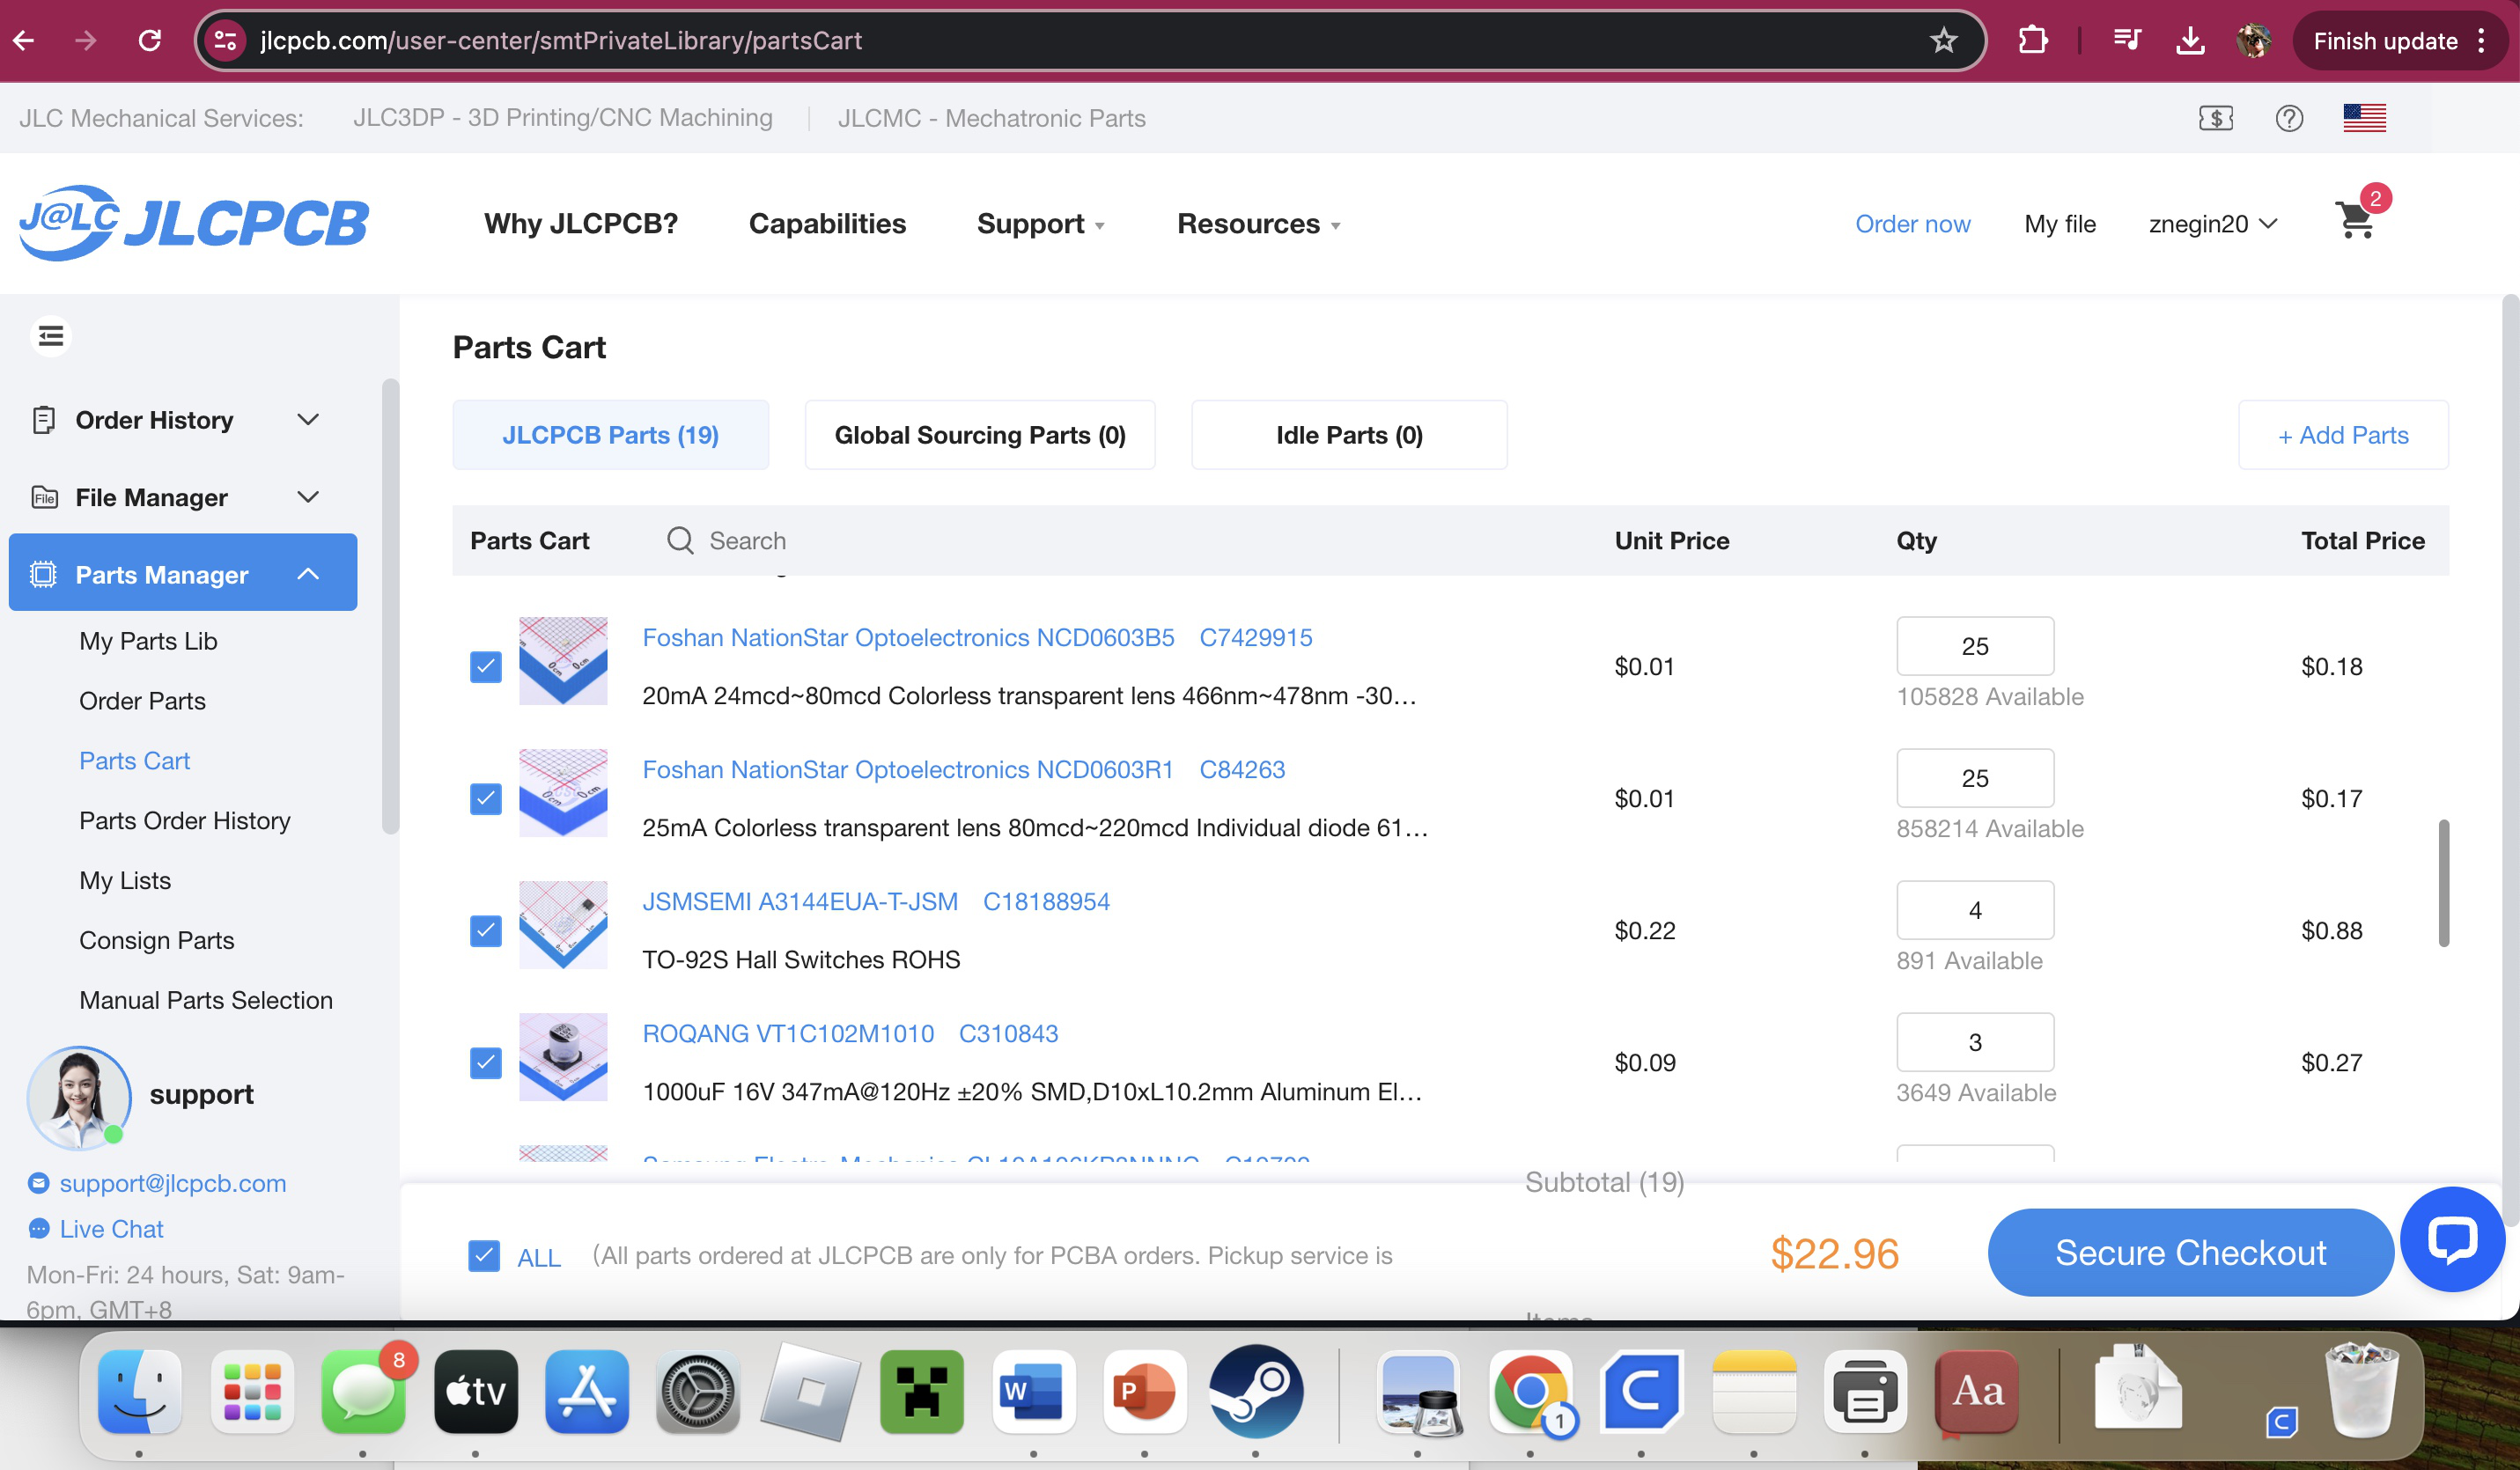 jlcpcb.com/user-center/smtPrivateLibrary/partsCart
Finish update
JLC Mechanical Services:
JLC3DP - 3D Printing/CNC Machining
JLCMC - Mechatronic Parts
J@LC JLCPCB
Why JLCPCB?
Capabilities
Support
Resources
Order now
My file
znegin20
2
Order History
File
File Manager
Parts Manager
My Parts Lib
Order Parts
Parts Cart
Parts Order History
My Lists
Consign Parts
Manual Parts Selection
support
support@jlcpcb.com
Live Chat
Mon-Fri: 24 hours, Sat: 9am-
6pm, GMT+8
Parts Cart
JLCPCB Parts (19)
Global Sourcing Parts (0)
Idle Parts (0)
+ Add Parts
Parts Cart
Search
Unit Price
Qty
Total Price
Foshan NationStar Optoelectronics NCD0603B5 C7429915
20mA 24mcd~80mcd Colorless transparent lens 466nm~478nm -30...
$0.01
25
105828 Available
$0.18
Foshan NationStar Optoelectronics NCD0603R1 C84263
25mA Colorless transparent lens 80mcd~220mcd Individual diode 61...
$0.01
25
858214 Available
$0.17
JSMSEMI A3144EUA-T-JSM C18188954
TO-92S Hall Switches ROHS
$0.22
4
891 Available
$0.88
ROQANG VT1C102M1010 C310843
1000uF 16V 347mA@120Hz ±20% SMD,D10xL10.2mm Aluminum El...
$0.09
3
3649 Available
$0.27
Subtotal (19)
ALL
(All parts ordered at JLCPCB are only for PCBA orders. Pickup service is
$22.96
Secure Checkout
8
tv
W
P
1
Aa